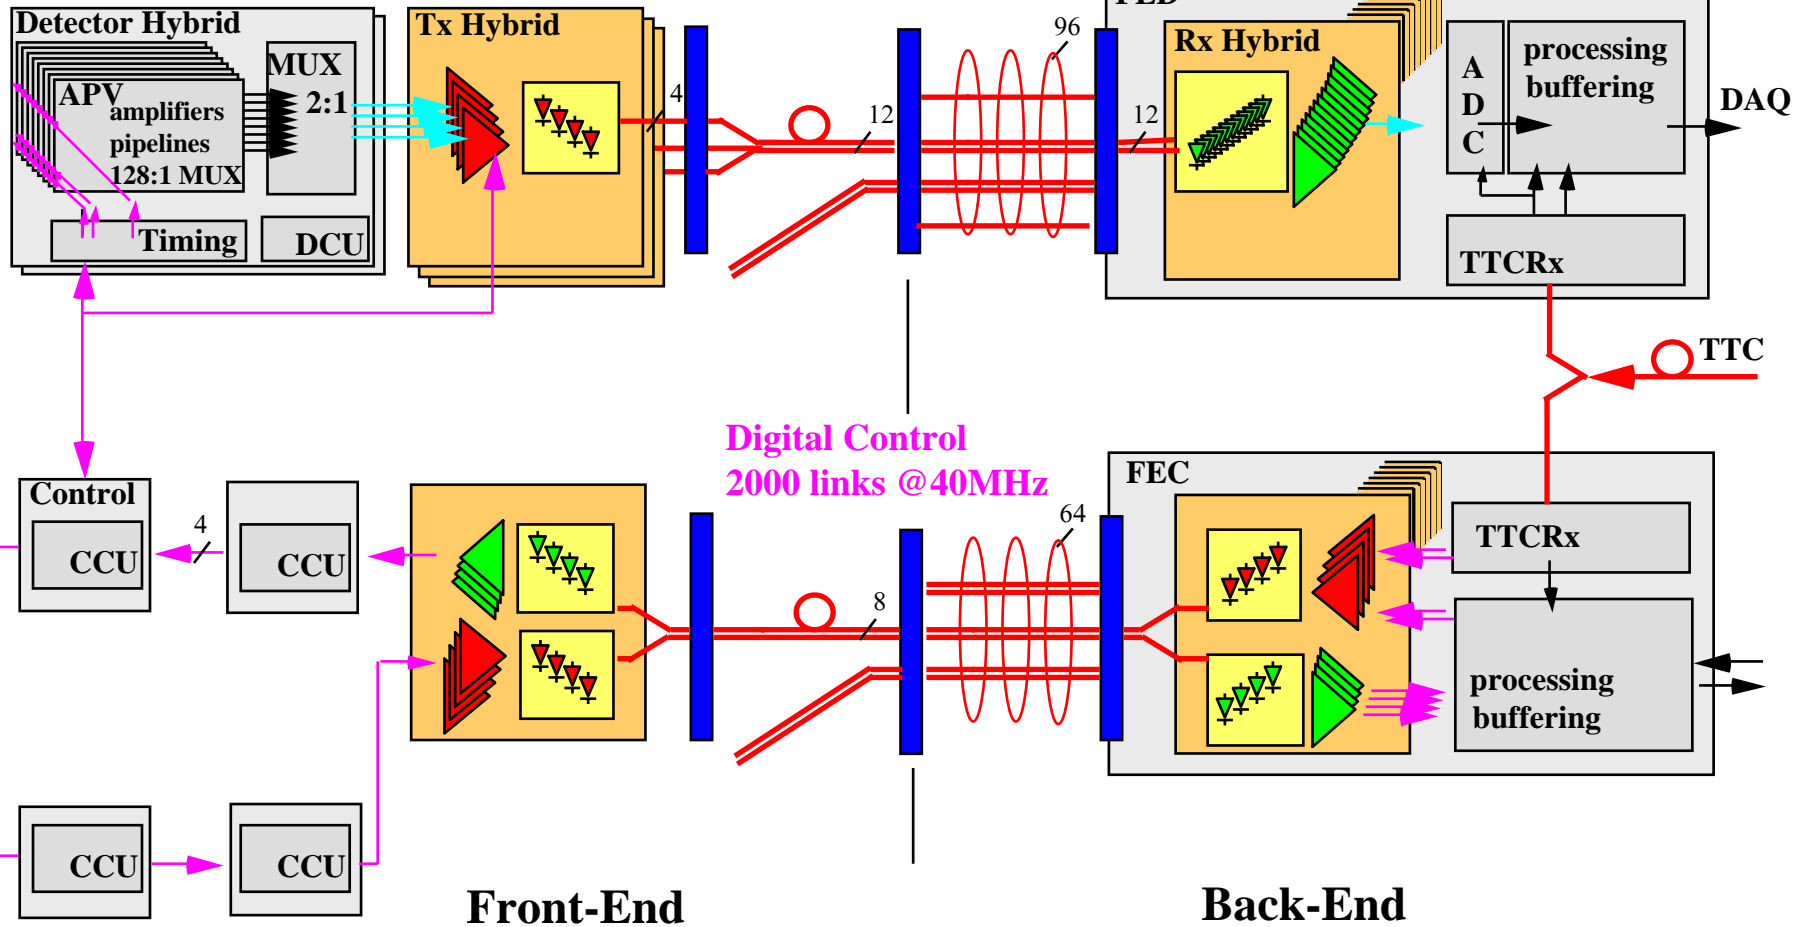 FED
Detector Hybrid
Tx Hybrid
96
Rx Hybrid
MUX
2:1
APV
amplifiers
pipelines
128:1 MUX
4
12
12
A
D
C
processing
buffering
DAQ
Timing
DCU
TTCRx
TTC
Digital Control
2000 links @40MHz
Control
CCU
4
CCU
8
64
FEC
TTCRx
processing
buffering
CCU
CCU
Front-End
Back-End